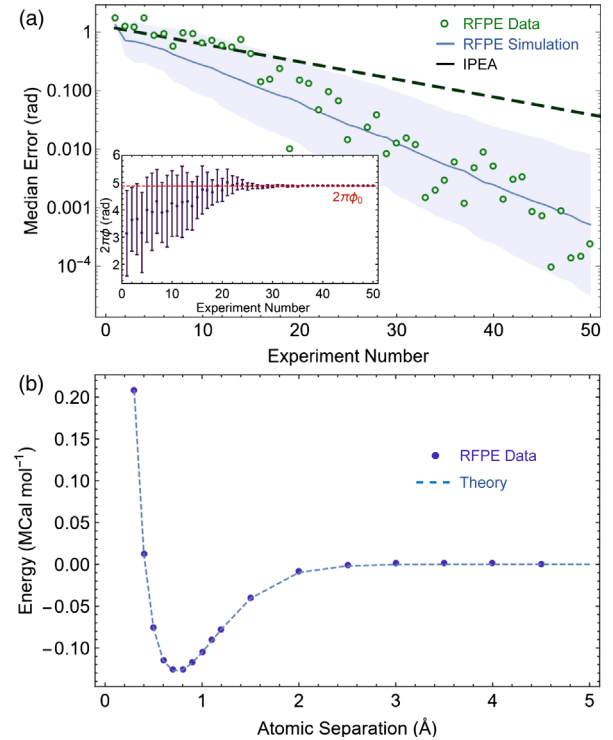 (a)
RFPE Data
RFPE Simulation
IPEA
1
0.100
0.010
0.001
10⁻⁴
Median Error (rad)
6
5
4
3
2
2πϕ (rad)
2πϕ₀
0 10 20 30 40 50
Experiment Number
0 10 20 30 40 50
Experiment Number
(b)
0.20
0.15
0.10
0.05
0.00
−0.05
−0.10
Energy (MCal mol⁻¹)
RFPE Data
Theory
0 1 2 3 4 5
Atomic Separation (Å)